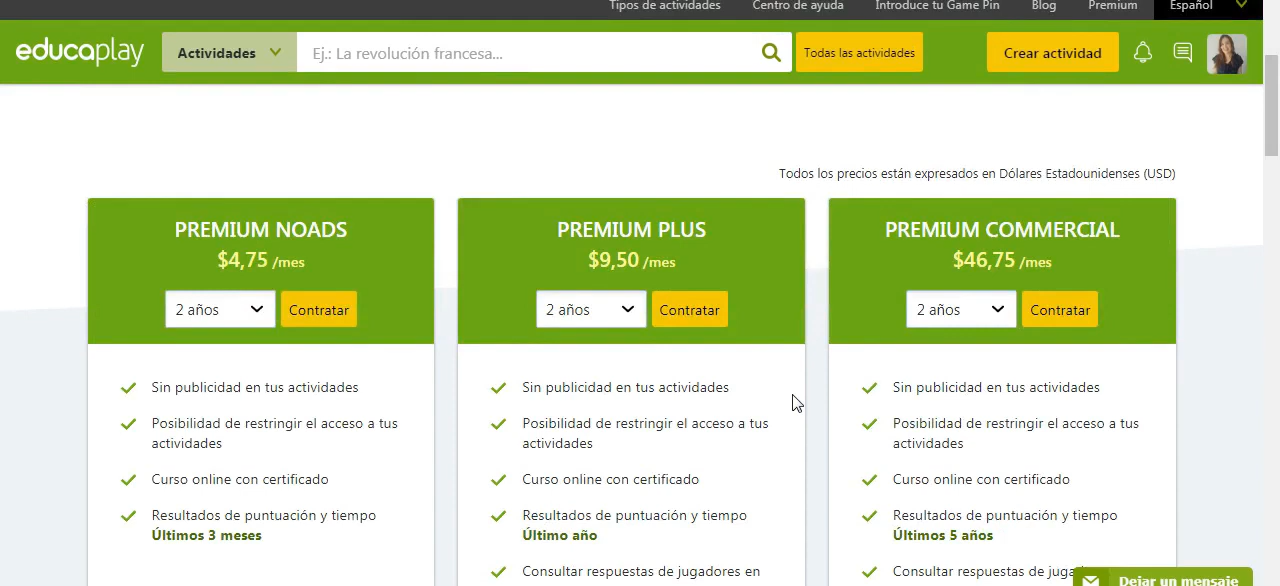 Tipos de actividades Centro de ayuda Introduce tu Game Pin Blog Premium Español
educaplay Actividades Ej.: La revolución francesa... Todas las actividades Crear actividad
Todos los precios están expresados en Dólares Estadounidenses (USD)
PREMIUM NOADS
$4,75 /mes
2 años Contratar
Sin publicidad en tus actividades
Posibilidad de restringir el acceso a tus
actividades
Curso online con certificado
Resultados de puntuación y tiempo
Últimos 3 meses
PREMIUM PLUS
$9,50 /mes
2 años Contratar
Sin publicidad en tus actividades
Posibilidad de restringir el acceso a tus
actividades
Curso online con certificado
Resultados de puntuación y tiempo
Último año
Consultar respuestas de jugadores en
PREMIUM COMMERCIAL
$46,75 /mes
2 años Contratar
Sin publicidad en tus actividades
Posibilidad de restringir el acceso a tus
actividades
Curso online con certificado
Resultados de puntuación y tiempo
Últimos 5 años
Consultar respuestas de
Dejar un mensaje